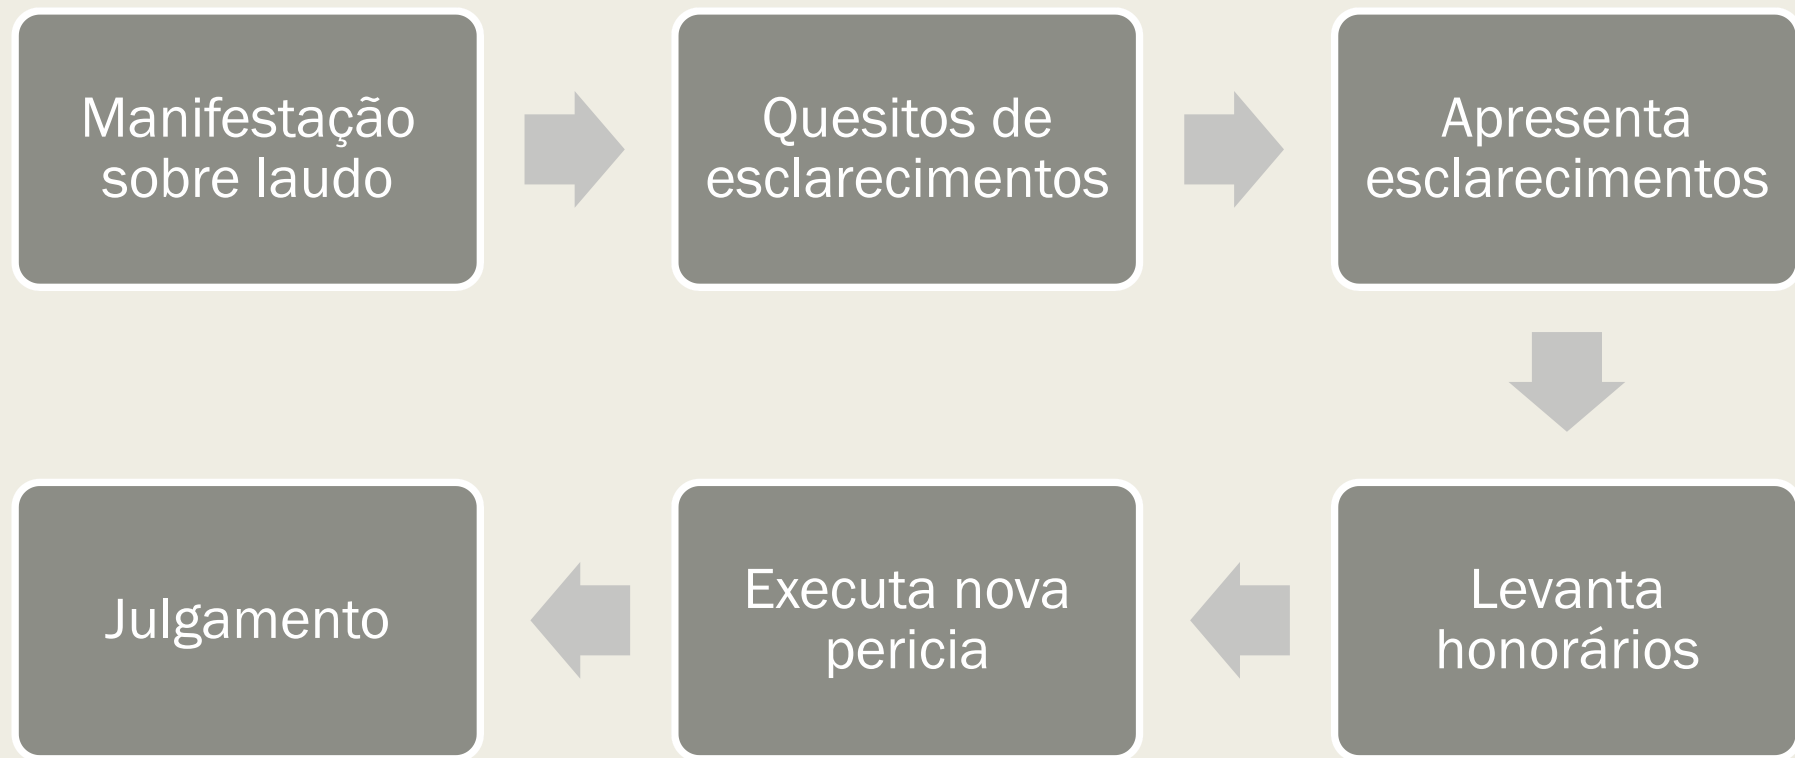 Manifestação
sobre laudo
Quesitos de
esclarecimentos
Apresenta
esclarecimentos
Levanta
honorários
Executa nova
pericia
Julgamento